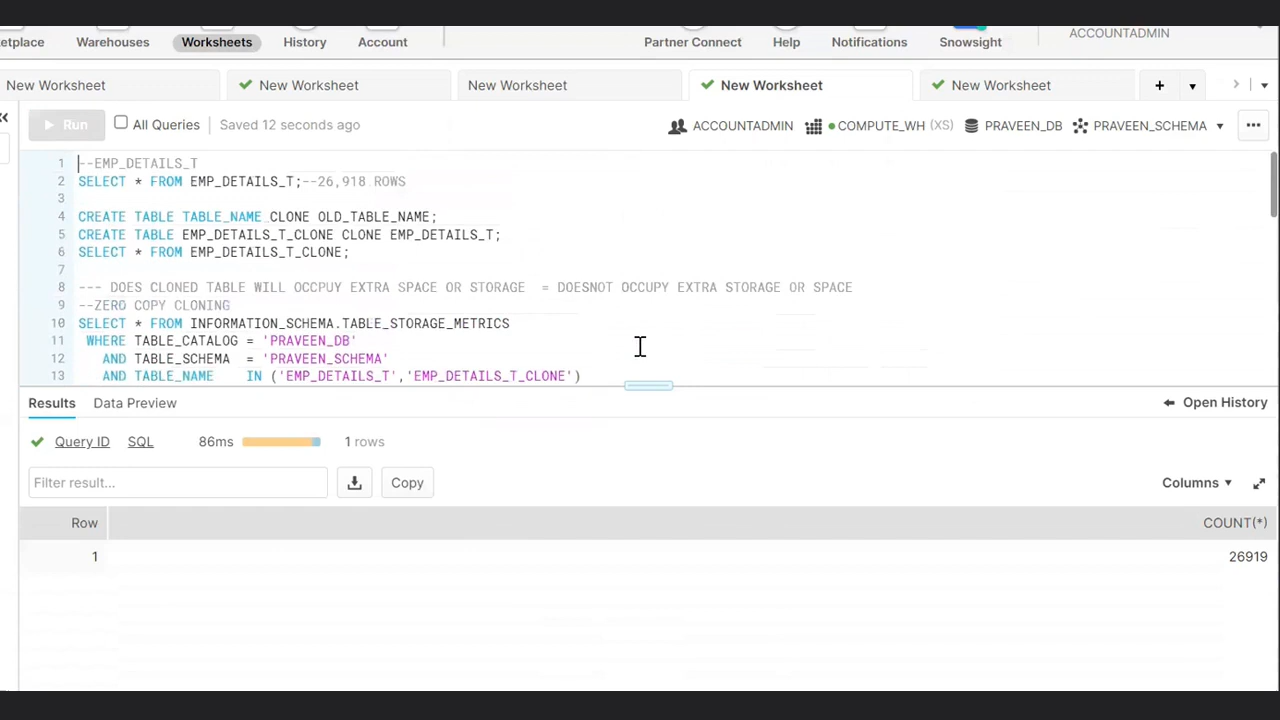 etplace Warehouses Worksheets History Account Partner Connect Help Notifications Snowsight ACCOUNTADMIN
New Worksheet New Worksheet New Worksheet New Worksheet New Worksheet +
Run All Queries Saved 12 seconds ago ACCOUNTADMIN COMPUTE_WH (XS) PRAVEEN_DB PRAVEEN_SCHEMA ...
1 --EMP_DETAILS_T
2 SELECT * FROM EMP_DETAILS_T;--26,918 ROWS
3
4 CREATE TABLE TABLE_NAME CLONE OLD_TABLE_NAME;
5 CREATE TABLE EMP_DETAILS_T_CLONE CLONE EMP_DETAILS_T;
6 SELECT * FROM EMP_DETAILS_T_CLONE;
7
8 --- DOES CLONED TABLE WILL OCCPUY EXTRA SPACE OR STORAGE = DOESNOT OCCUPY EXTRA STORAGE OR SPACE
9 --ZERO COPY CLONING
10 SELECT * FROM INFORMATION_SCHEMA.TABLE_STORAGE_METRICS
11 WHERE TABLE_CATALOG = 'PRAVEEN_DB'
12 AND TABLE_SCHEMA = 'PRAVEEN_SCHEMA'
13 AND TABLE_NAME IN ('EMP_DETAILS_T','EMP_DETAILS_T_CLONE')
Results Data Preview Open History
Query ID SQL 86ms 1 rows
Filter result... Copy Columns
Row COUNT(*)
1 26919